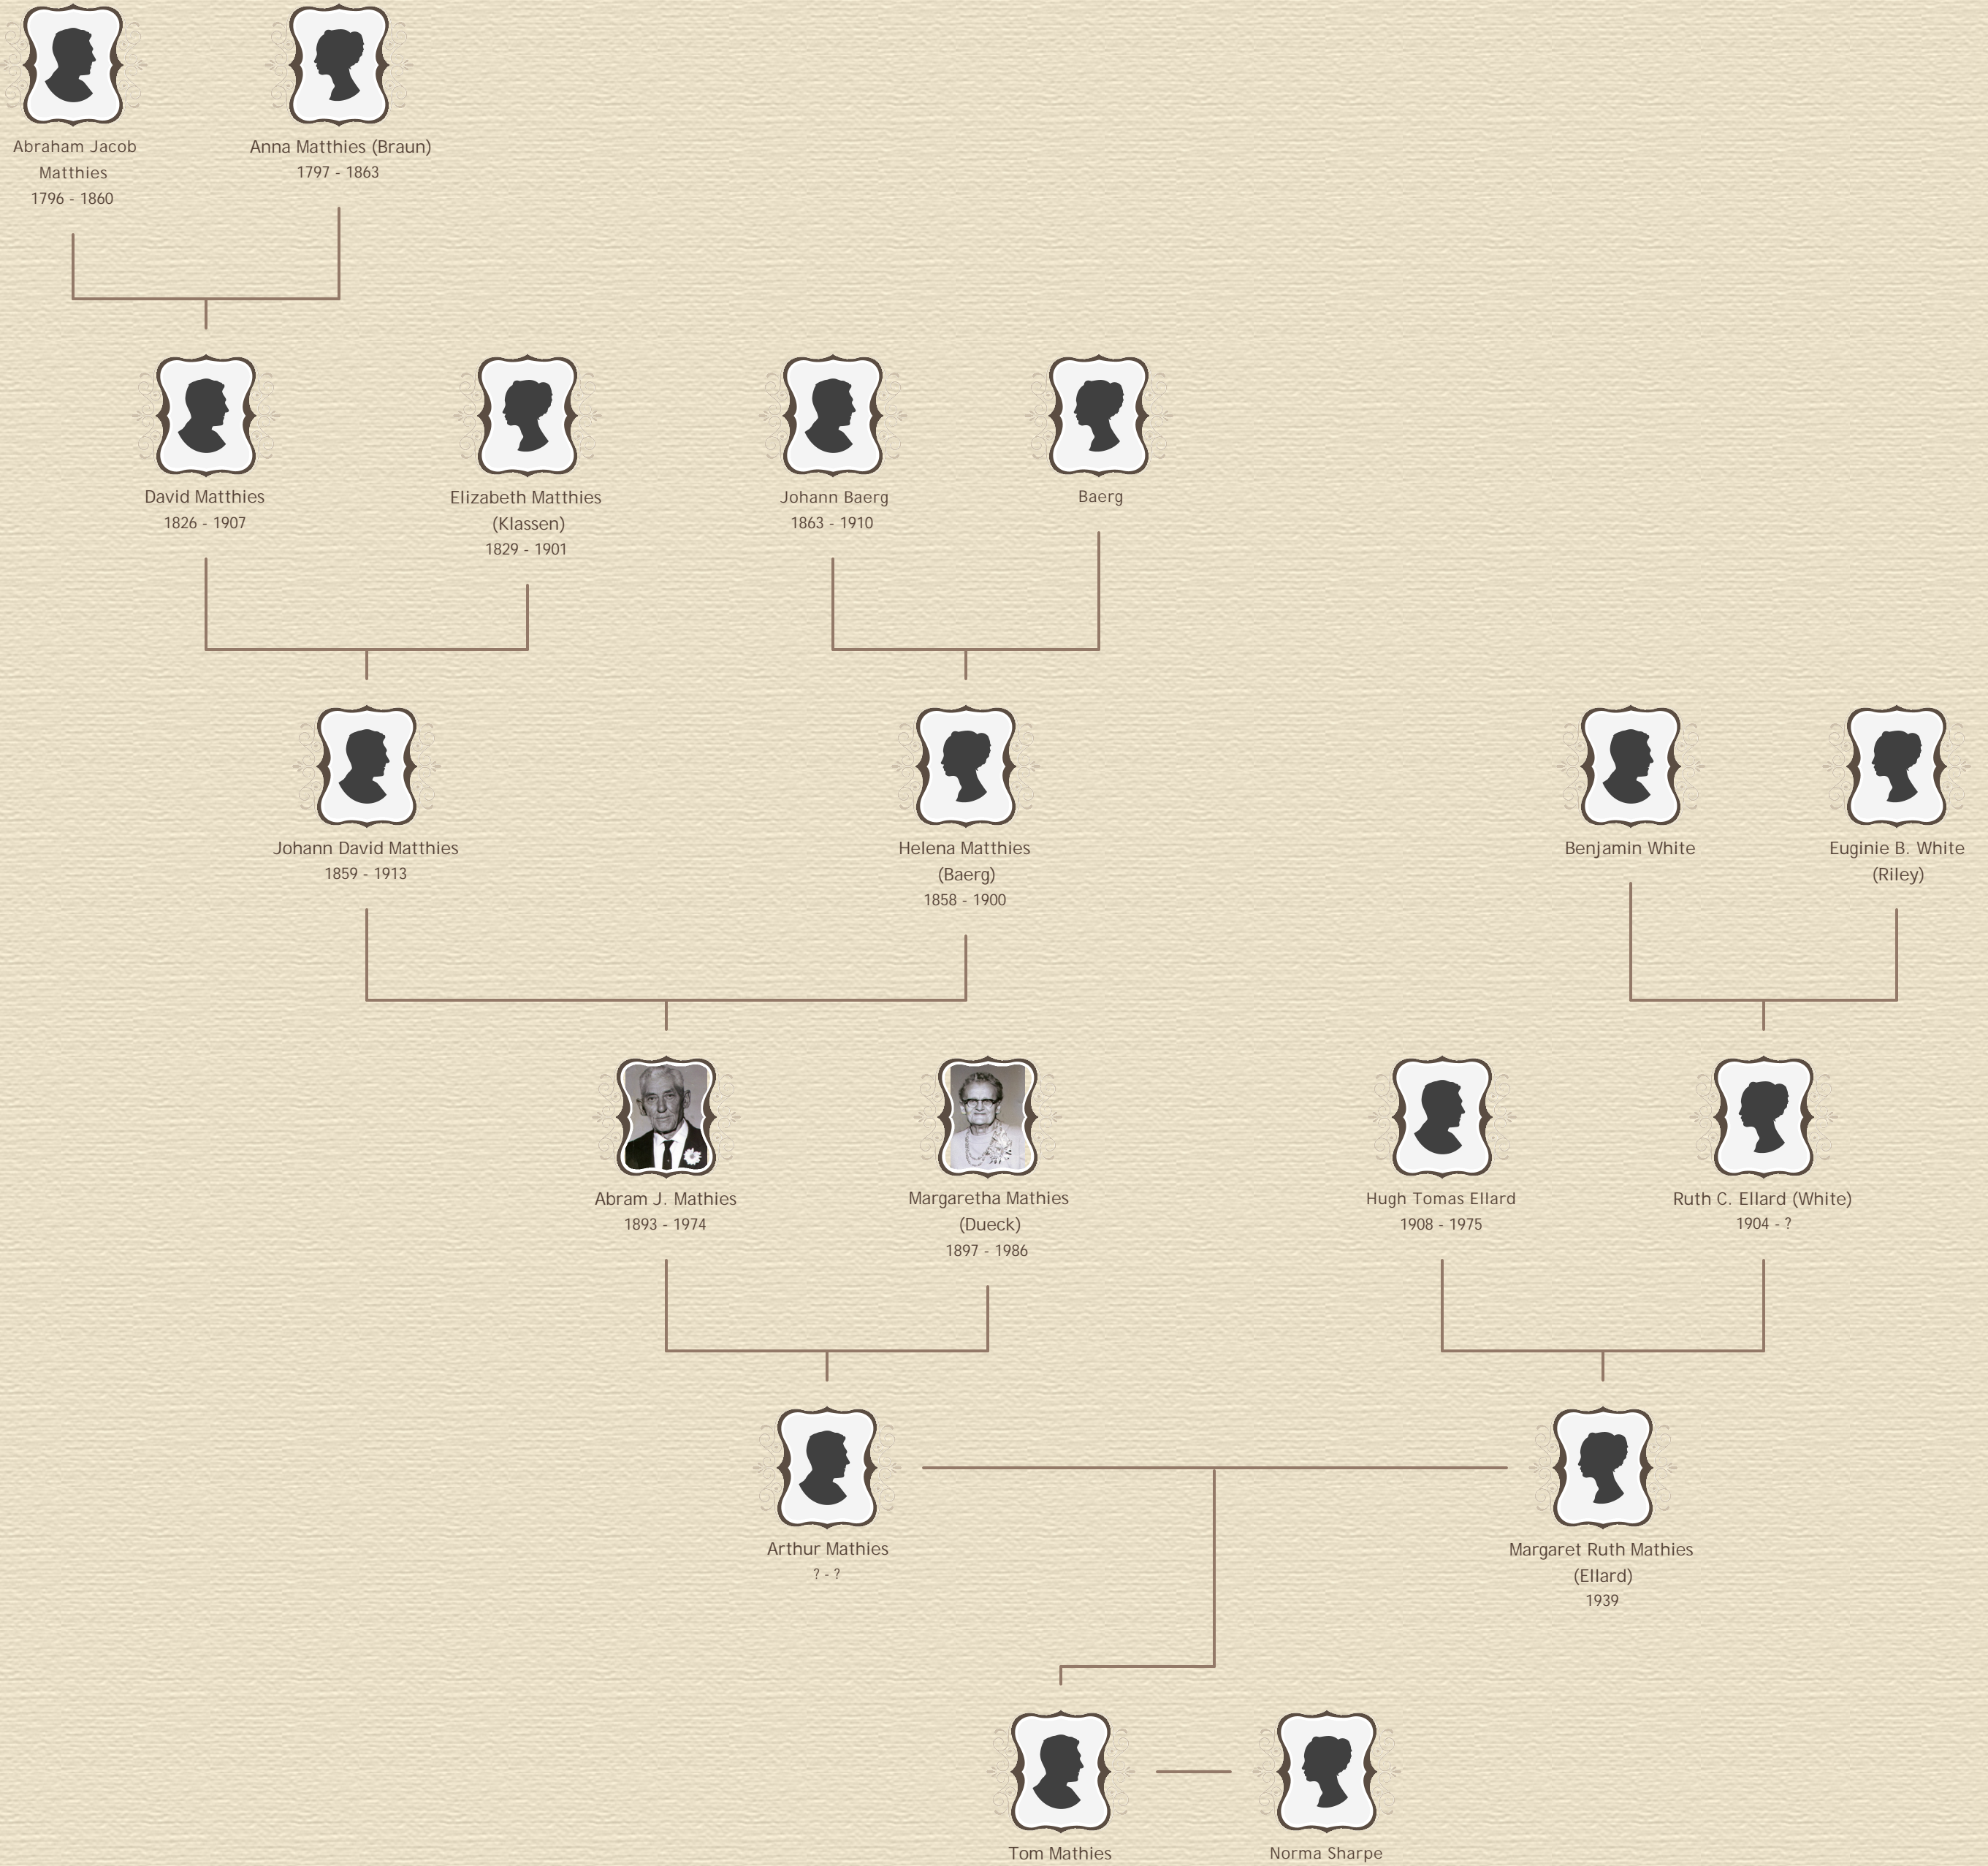 Abraham Jacob
Matthies
1796 - 1860
Anna Matthies (Braun)
1797 - 1863
David Matthies
1826 - 1907
Elizabeth Matthies
(Klassen)
1829 - 1901
Johann Baerg
1863 - 1910
Baerg
Johann David Matthies
1859 - 1913
Helena Matthies
(Baerg)
1858 - 1900
Benjamin White
Euginie B. White
(Riley)
Abram J. Mathies
1893 - 1974
Margaretha Mathies
(Dueck)
1897 - 1986
Hugh Tomas Ellard
1908 - 1975
Ruth C. Ellard (White)
1904 - ?
Arthur Mathies
? - ?
Margaret Ruth Mathies
(Ellard)
1939
Tom Mathies
Norma Sharpe